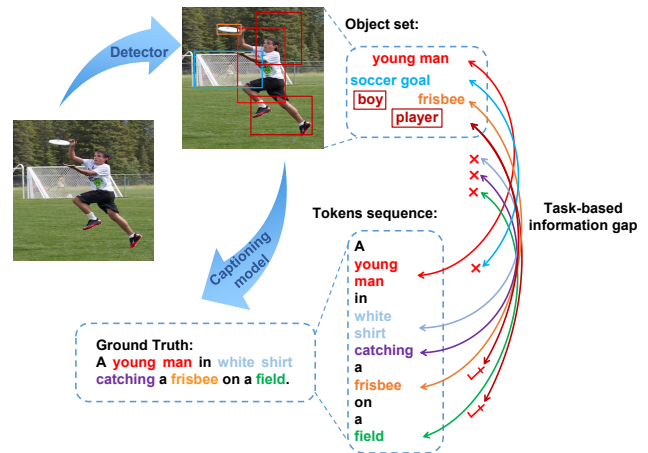 Detector
Object set:
young man
soccer goal
boy
frisbee
player
Task-based
information gap
Captioning
model
Tokens sequence:
A
young
man
in
white
shirt
catching
a
frisbee
on
a
field
Ground Truth:
A young man in white shirt
catching a frisbee on a field.